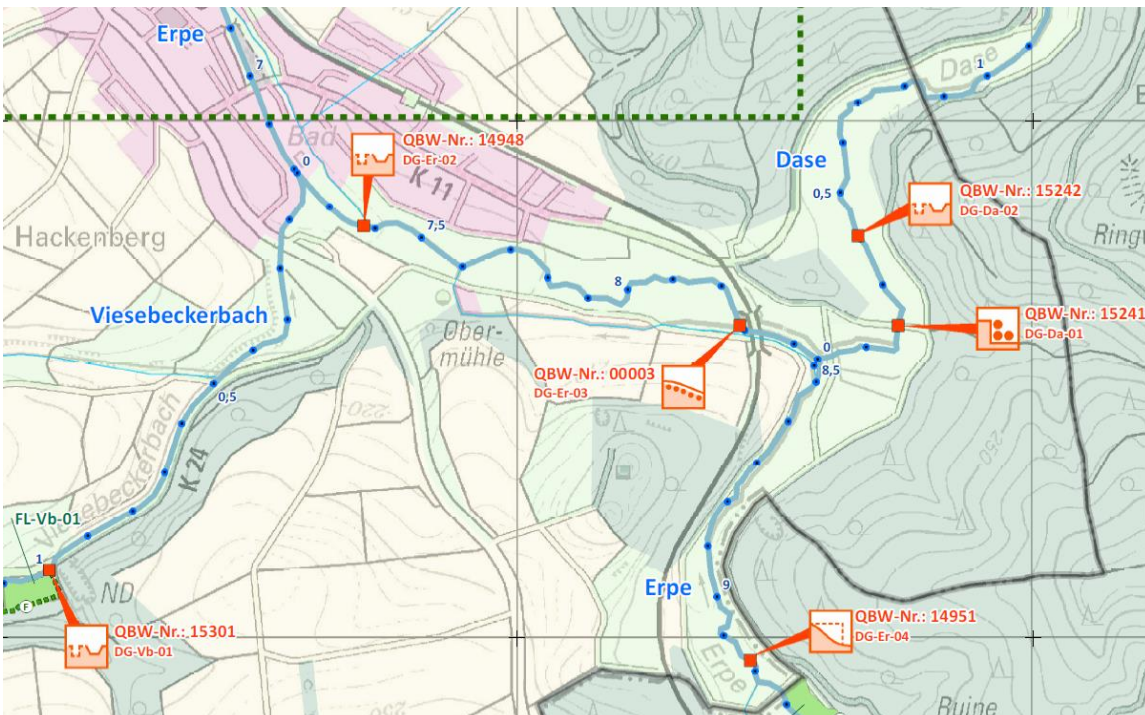 Erpe
7
1
Dase
Bad
QBW-Nr.: 14948
DG-Er-02
0
K 11
Dase
0,5
QBW-Nr.: 15242
DG-Da-02
7,5
Hackenberg
8
Viesebeckerbach
Ober-
mühle
QBW-Nr.: 15241
DG-Da-01
0
8,5
QBW-Nr.: 00003
DG-Er-03
0,5
220
250
Viesebeckerbach
K 24
FL-Vb-01
1
ND
F
Erpe
9
QBW-Nr.: 14951
DG-Er-04
QBW-Nr.: 15301
DG-Vb-01
Erpe
Ruine